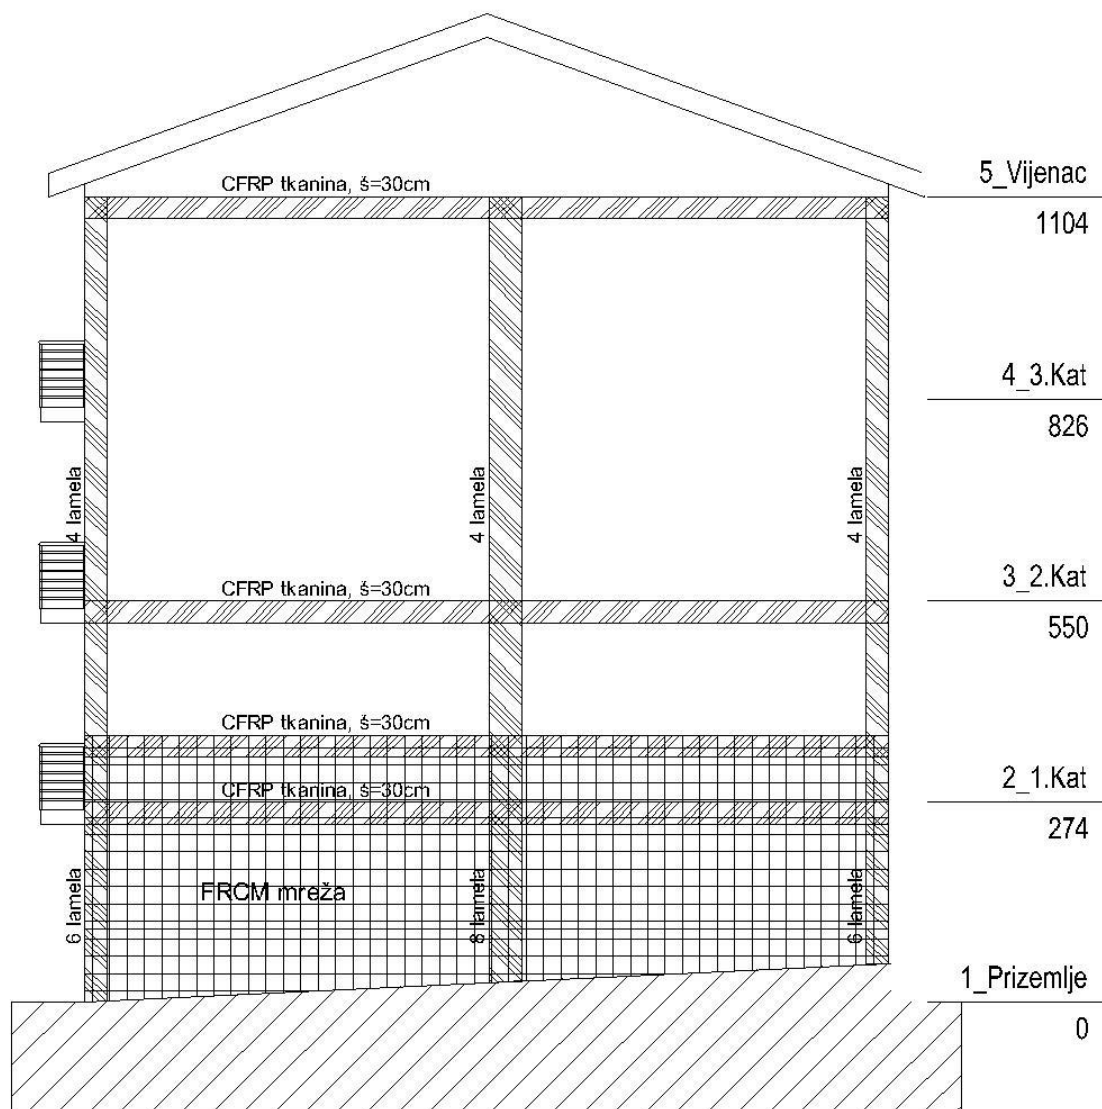 5_Vijenac
CFRP tkanina, š=30cm
1104
4_3.Kat
826
4 lamela
4 lamela
4 lamela
3_2.Kat
CFRP tkanina, š=30cm
550
CFRP tkanina, š=30cm
2_1.Kat
CFRP tkanina, š=30cm
274
FRCM mreža
6 lamela
8 lamela
6 lamela
1_Prizemlje
0